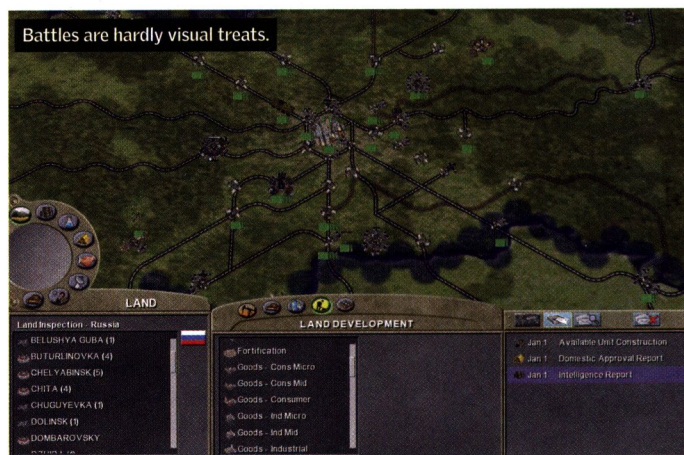 Battles are hardly visual treats.
LAND
Land Inspection - Russia
BELUSHYA GUBA (1)
BUTURLINOVKA (4)
CHELYABINSK (5)
CHITA (4)
CHUGUYEVKA (1)
DOLINSK (1)
DOMBAROVSKY
LAND DEVELOPMENT
Fortification
Goods - Cons Micro
Goods - Cons Mid
Goods - Consumer
Goods - Ind Micro
Goods - Ind Mid
Goods - Industrial
Jan 1 Available Unit Construction
Jan 1 Domestic Approval Report
Jan 1 Intelligence Report